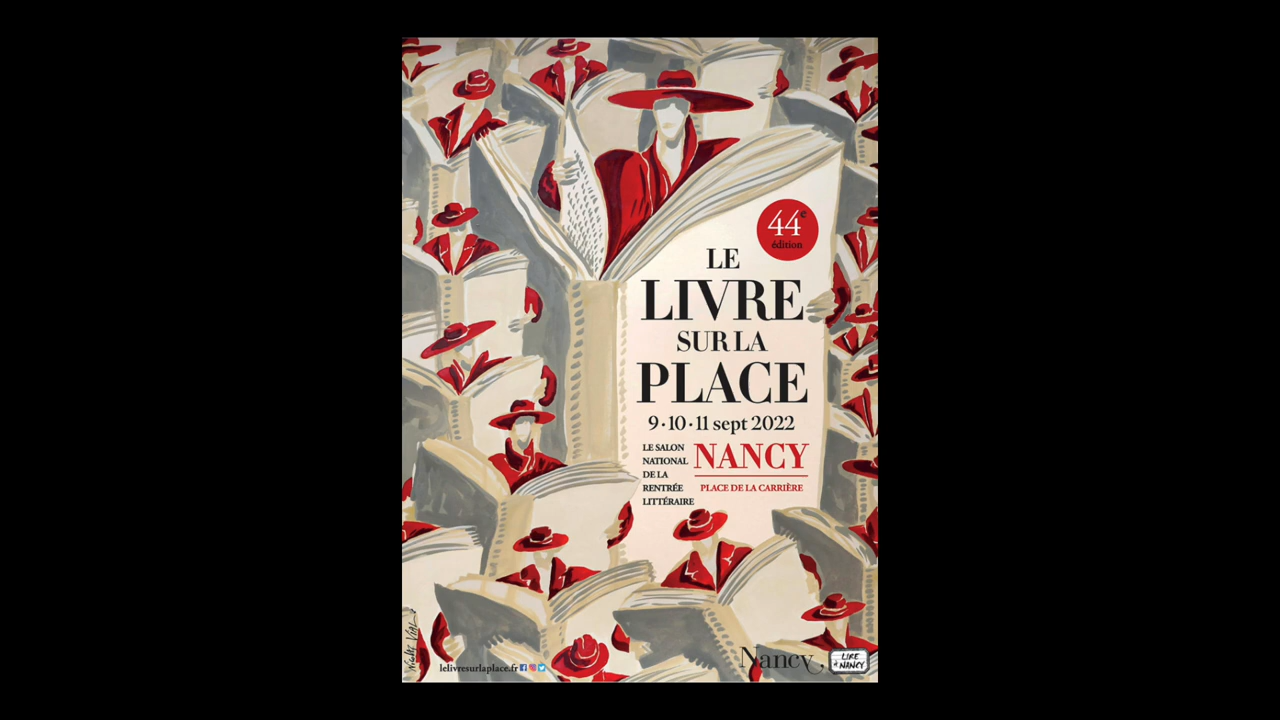 44e
édition
LE
LIVRE
SUR LA
PLACE
9·10·11 sept 2022
LE SALON
NATIONAL
DE LA
RENTRÉE
LITTÉRAIRE
NANCY
PLACE DE LA CARRIÈRE
lelivresurlaplace.fr
Nancy,
LIRE
à NANCY